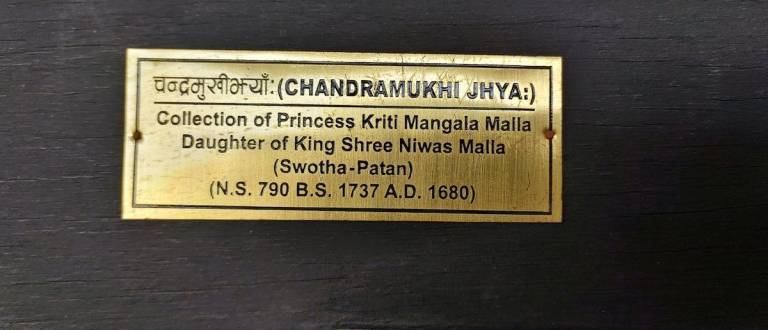 चन्द्रमुखीझ्याँ: (CHANDRAMUKHI JHYA:)
Collection of Princess Kriti Mangala Malla
Daughter of King Shree Niwas Malla
(Swotha-Patan)
(N.S. 790 B.S. 1737 A.D. 1680)